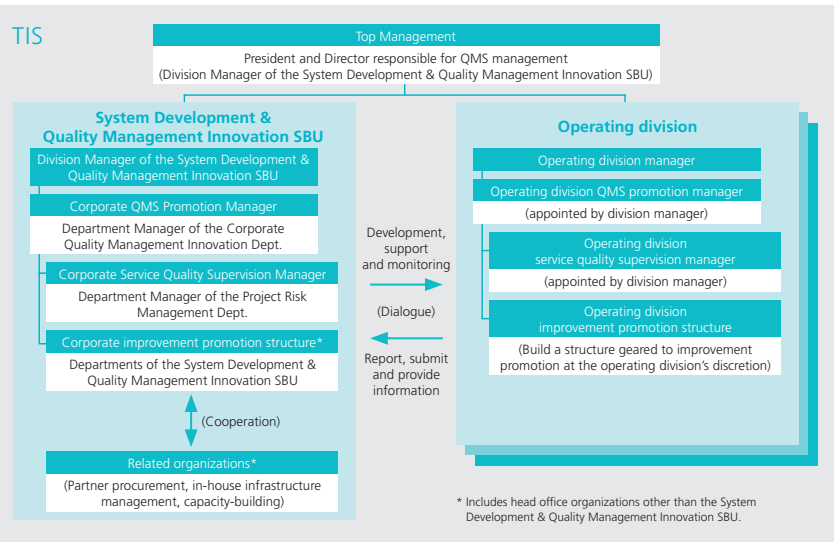 TIS
Top Management
President and Director responsible for QMS management
(Division Manager of the System Development & Quality Management Innovation SBU)
System Development &
Quality Management Innovation SBU
Division Manager of the System Development &
Quality Management Innovation SBU
Corporate QMS Promotion Manager
Department Manager of the Corporate
Quality Management Innovation Dept.
Corporate Service Quality Supervision Manager
Department Manager of the Project Risk
Management Dept.
Corporate improvement promotion structure*
Departments of the System Development &
Quality Management Innovation SBU
(Cooperation)
Related organizations*
(Partner procurement, in-house infrastructure
management, capacity-building)
Development,
support
and monitoring
(Dialogue)
Report, submit
and provide
information
Operating division
Operating division manager
Operating division QMS promotion manager
(appointed by division manager)
Operating division
service quality supervision manager
(appointed by division manager)
Operating division
improvement promotion structure
(Build a structure geared to improvement
promotion at the operating division's discretion)
* Includes head office organizations other than the System
Development & Quality Management Innovation SBU.